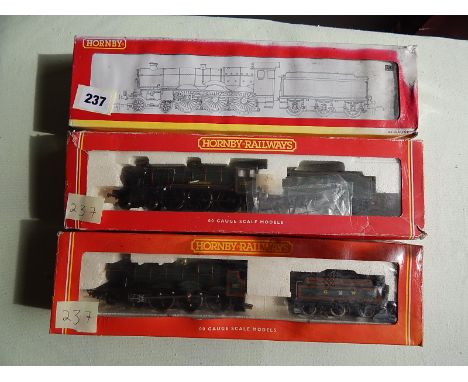 HORNBY
237
HORNBY RAILWAYS
237
00 GAUGE SCALE MODELS
HORNBY RAILWAYS
G W
237
00 GAUGE SCALE MODELS